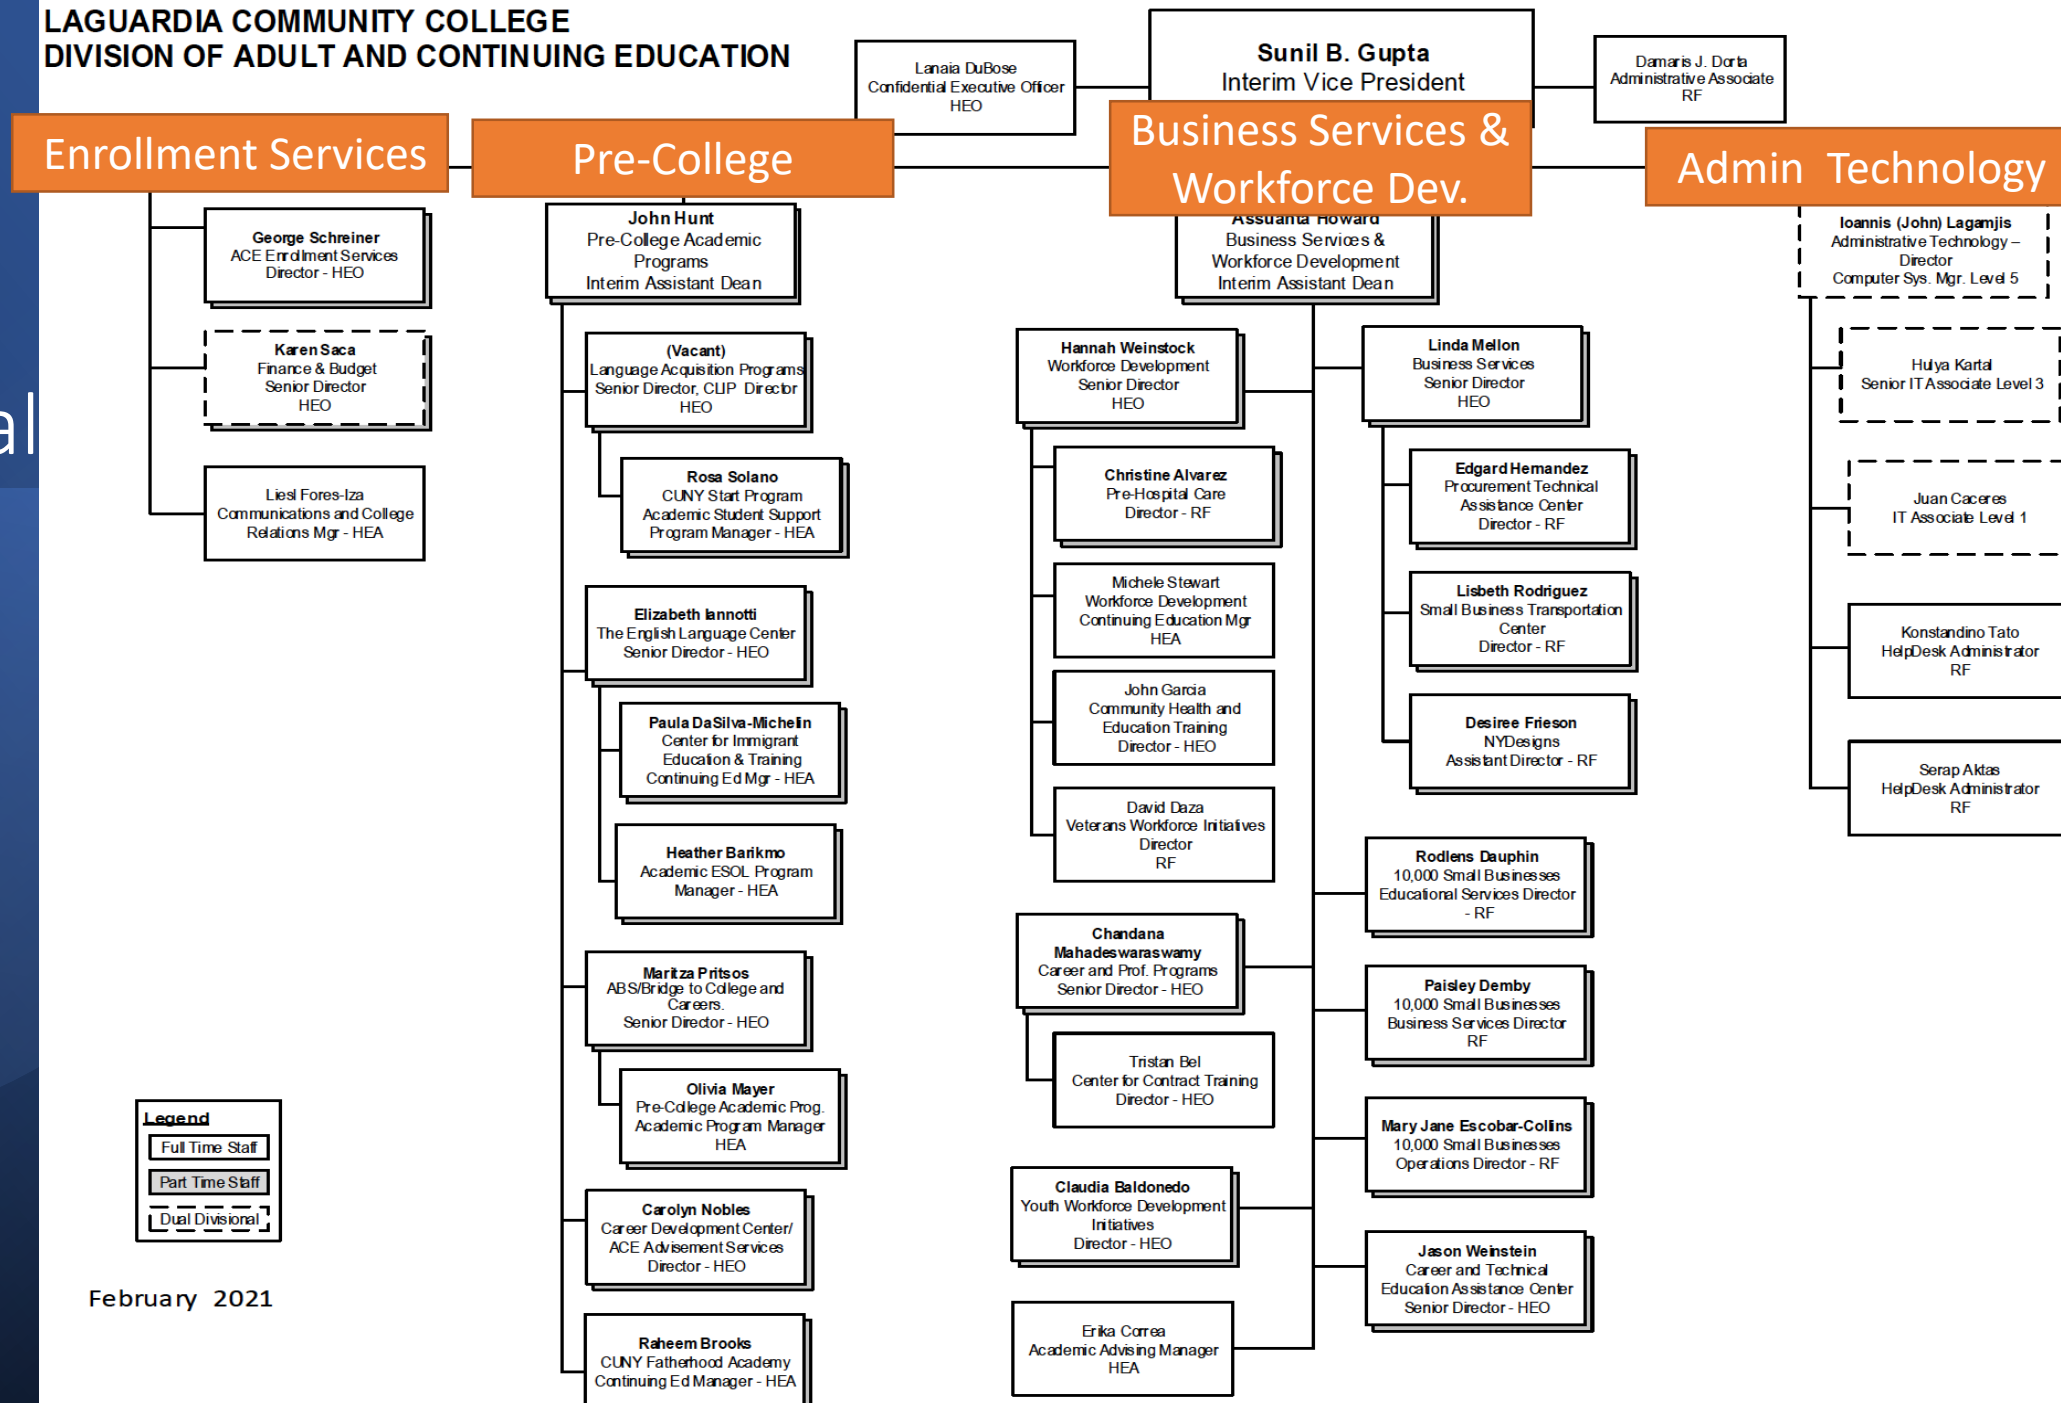 LAGUARDIA COMMUNITY COLLEGE
DIVISION OF ADULT AND CONTINUING EDUCATION
Lanaia DuBose
Confidential Executive Officer
HEO
Sunil B. Gupta
Interim Vice President
Damaris J. Dorta
Administrative Associate
RF
Enrollment Services
Pre-College
Business Services &
Workforce Dev.
Admin Technology
al
George Schreiner
ACE Enrollment Services
Director - HEO
Karen Saca
Finance & Budget
Senior Director
HEO
Liesl Fores-Iza
Communications and College
Relations Mgr - HEA
John Hunt
Pre-College Academic
Programs
Interim Assistant Dean
(Vacant)
Language Acquisition Programs
Senior Director, CLIP Director
HEO
Rosa Solano
CUNY Start Program
Academic Student Support
Program Manager - HEA
Elizabeth Iannotti
The English Language Center
Senior Director - HEO
Paula DaSilva-Michelin
Center for Immigrant
Education & Training
Continuing Ed Mgr - HEA
Heather Barikmo
Academic ESOL Program
Manager - HEA
Maritza Pritsos
ABS/Bridge to College and
Careers.
Senior Director - HEO
Olivia Mayer
Pre-College Academic Prog.
Academic Program Manager
HEA
Carolyn Nobles
Career Development Center/
ACE Advisement Services
Director - HEO
Raheem Brooks
CUNY Fatherhood Academy
Continuing Ed Manager - HEA
Assuanta Howard
Business Services &
Workforce Development
Interim Assistant Dean
Hannah Weinstock
Workforce Development
Senior Director
HEO
Christine Alvarez
Pre-Hospital Care
Director - RF
Michele Stewart
Workforce Development
Continuing Education Mgr
HEA
John Garcia
Community Health and
Education Training
Director - HEO
David Daza
Veterans Workforce Initiatives
Director
RF
Chandana
Mahadeswaraswamy
Career and Prof. Programs
Senior Director - HEO
Tristan Bel
Center for Contract Training
Director - HEO
Claudia Baldonedo
Youth Workforce Development
Initiatives
Director - HEO
Erika Correa
Academic Advising Manager
HEA
Linda Mellon
Business Services
Senior Director
HEO
Edgard Hernandez
Procurement Technical
Assistance Center
Director - RF
Lisbeth Rodriguez
Small Business Transportation
Center
Director - RF
Desiree Frieson
NYDesigns
Assistant Director - RF
Rodlens Dauphin
10,000 Small Businesses
Educational Services Director
- RF
Paisley Demby
10,000 Small Businesses
Business Services Director
RF
Mary Jane Escobar-Collins
10,000 Small Businesses
Operations Director - RF
Jason Weinstein
Career and Technical
Education Assistance Center
Senior Director - HEO
Ioannis (John) Lagamjis
Administrative Technology –
Director
Computer Sys. Mgr. Level 5
Hulya Kartal
Senior IT Associate Level 3
Juan Caceres
IT Associate Level 1
Konstandino Tato
HelpDesk Administrator
RF
Serap Aktas
HelpDesk Administrator
RF
Legend
Full Time Staff
Part Time Staff
Dual Divisional
February 2021